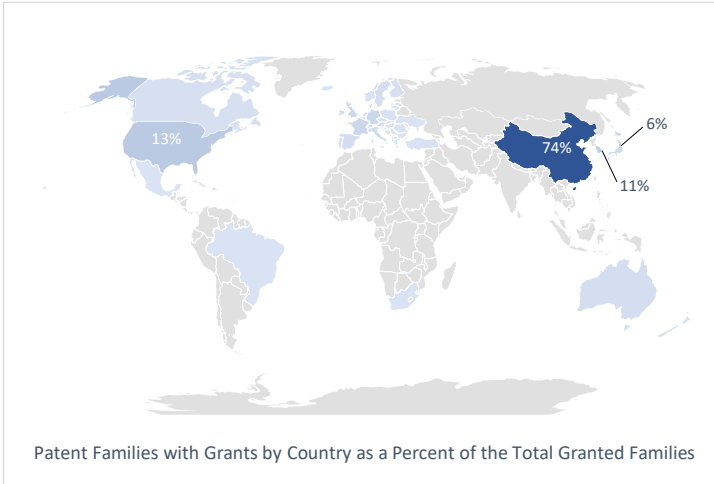 6%
13%
74%
11%
Patent Families with Grants by Country as a Percent of the Total Granted Families